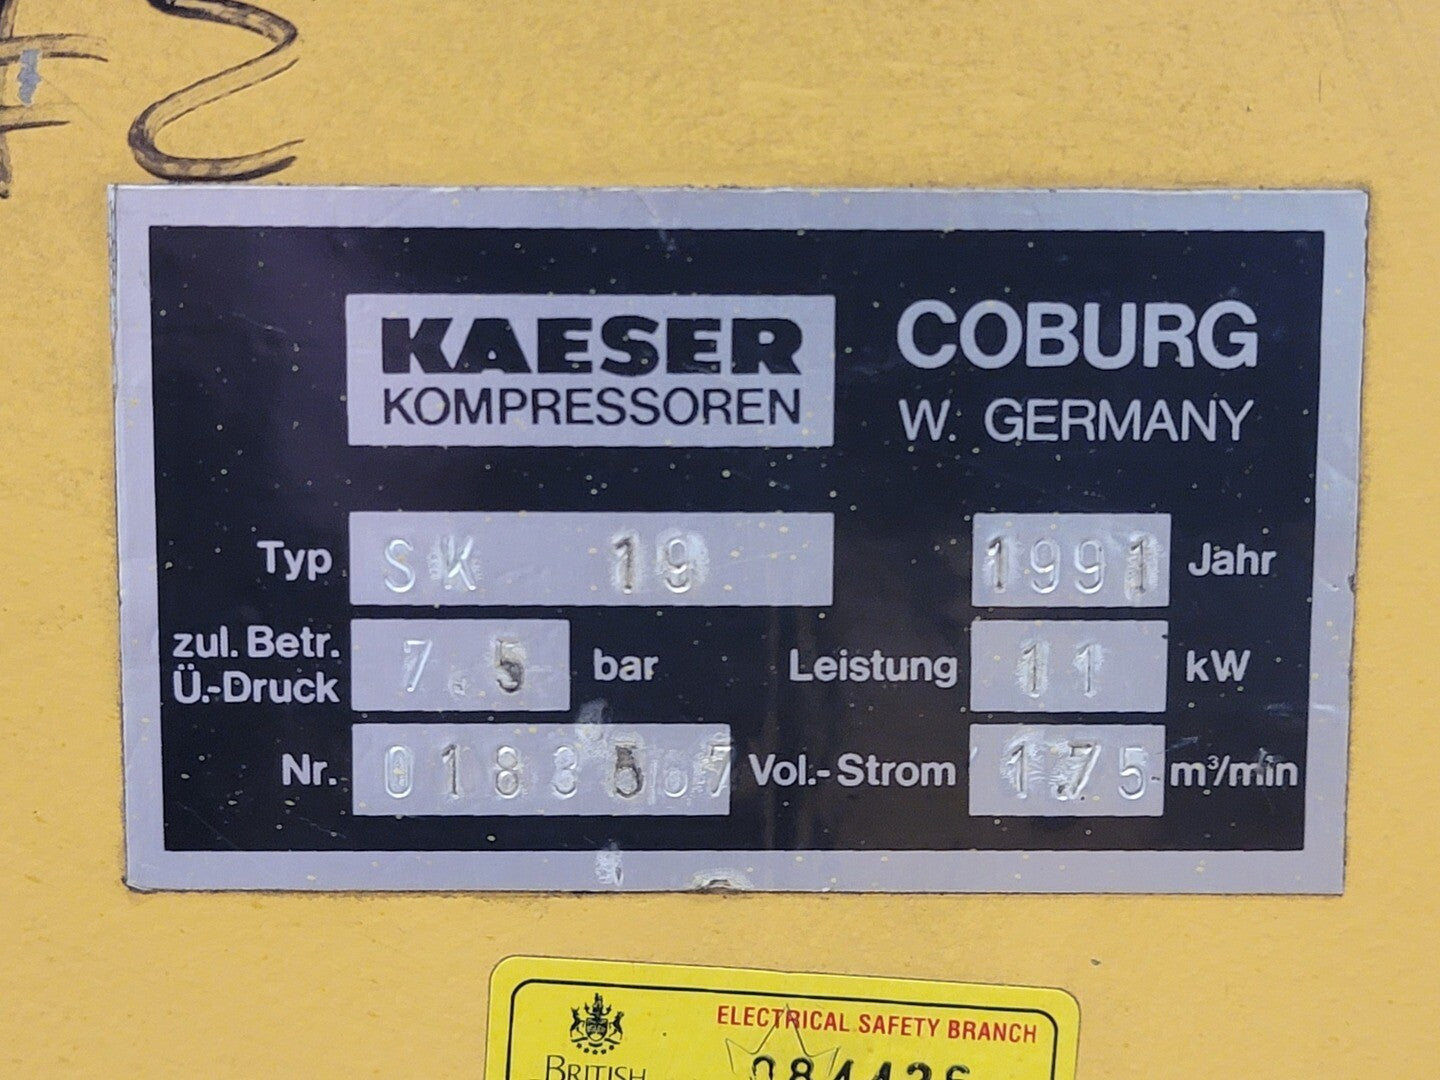 KAESER
KOMPRESSOREN
COBURG
W. GERMANY
Typ SK 19
1991 Jahr
zul. Betr.
Ü.-Druck 7.5 bar
Leistung 11 kW
Nr.
Vol.-Strom 1.75 m³/min
ELECTRICAL SAFETY BRANCH
BRITISH